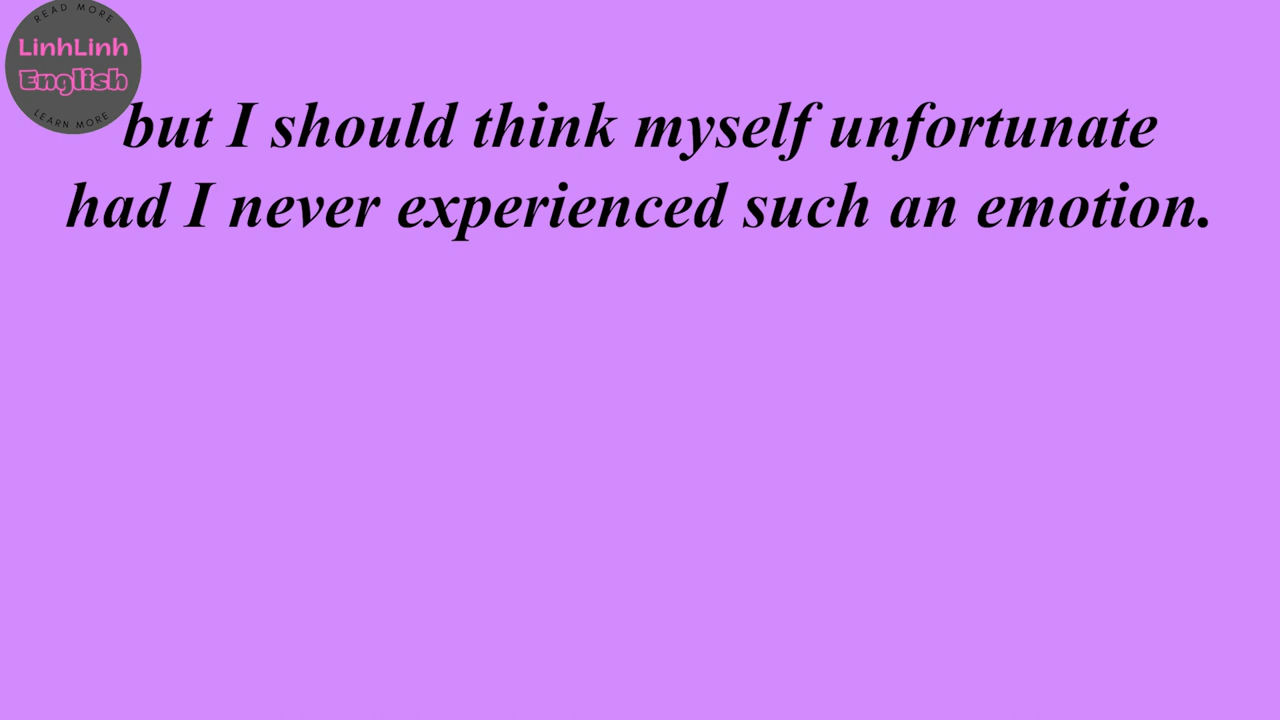 READ MORE
LinhLinh
English
LEARN MORE
but I should think myself unfortunate
had I never experienced such an emotion.